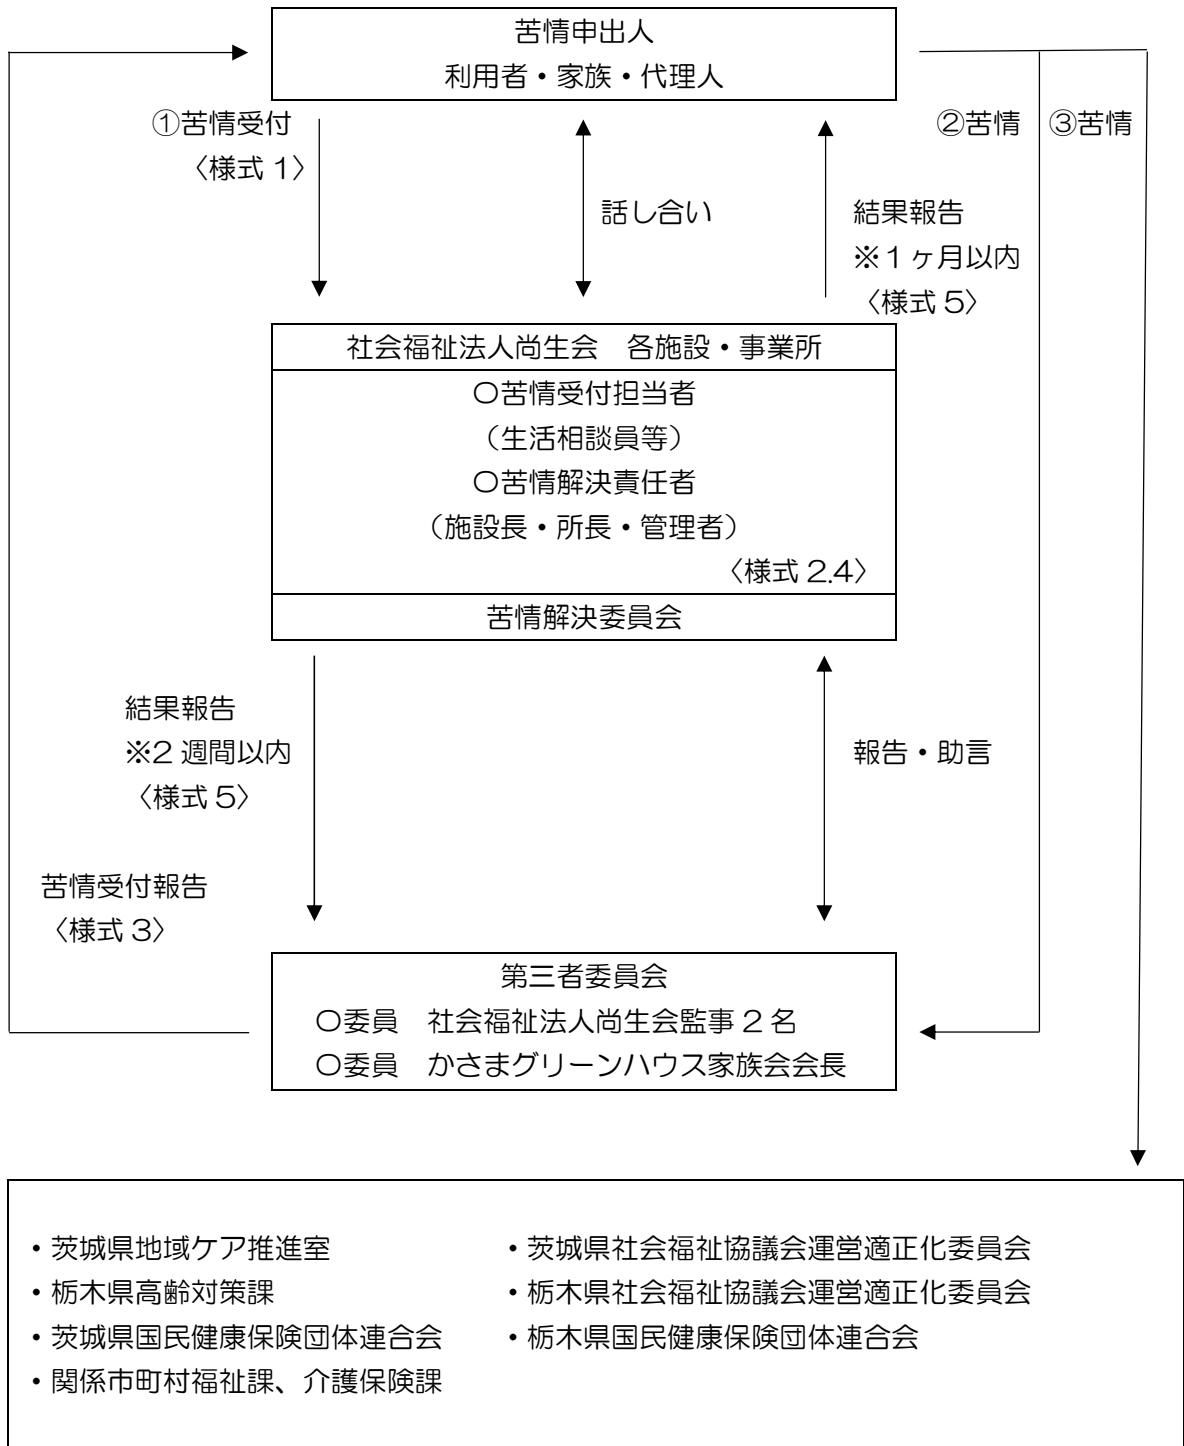 苦情申出人
利用者・家族・代理人
①苦情受付
〈様式 1〉
話し合い
結果報告
※1ヶ月以内
〈様式 5〉
②苦情
③苦情
社会福祉法人尚生会　各施設・事業所
〇苦情受付担当者
（生活相談員等）
〇苦情解決責任者
（施設長・所長・管理者）
〈様式 2.4〉
苦情解決委員会
結果報告
※2 週間以内
〈様式 5〉
報告・助言
苦情受付報告
〈様式 3〉
第三者委員会
〇委員　社会福祉法人尚生会監事 2 名
〇委員　かさまグリーンハウス家族会会長
・茨城県地域ケア推進室
・茨城県社会福祉協議会運営適正化委員会
・栃木県高齢対策課
・栃木県社会福祉協議会運営適正化委員会
・茨城県国民健康保険団体連合会
・栃木県国民健康保険団体連合会
・関係市町村福祉課、介護保険課